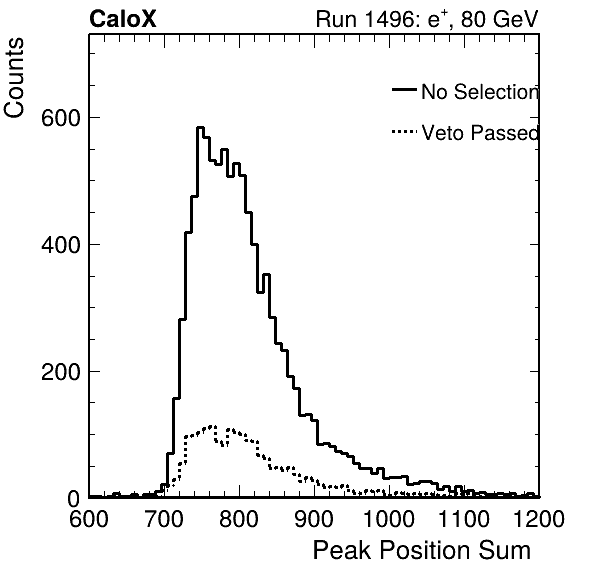 CaloX Run 1496: e⁺, 80 GeV
Counts
No Selection
Veto Passed
600
400
200
0
600 700 800 900 1000 1100 1200
Peak Position Sum